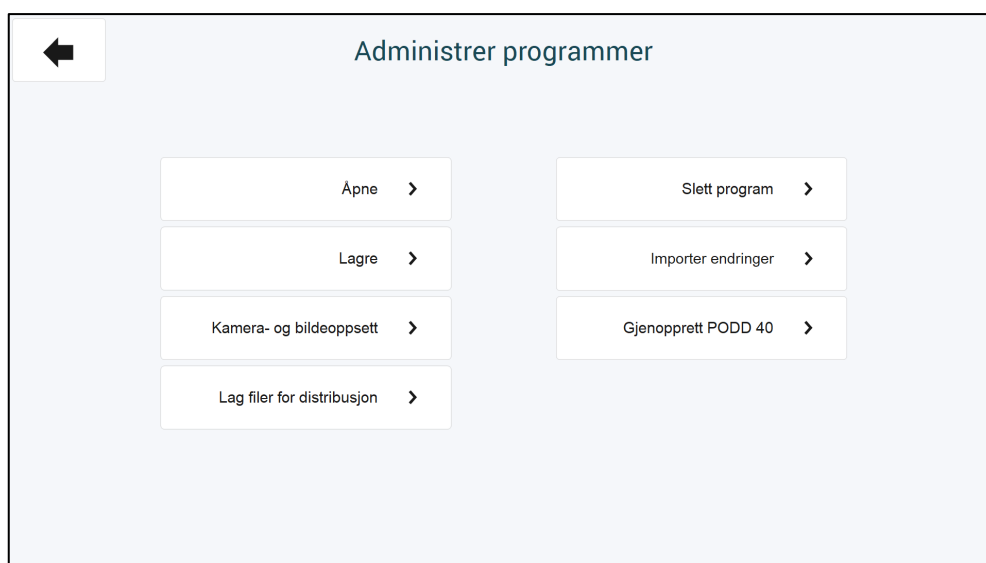 Administrer programmer
Åpne
Lagre
Kamera- og bildeoppsett
Lag filer for distribusjon
Slett program
Importer endringer
Gjenopprett PODD 40